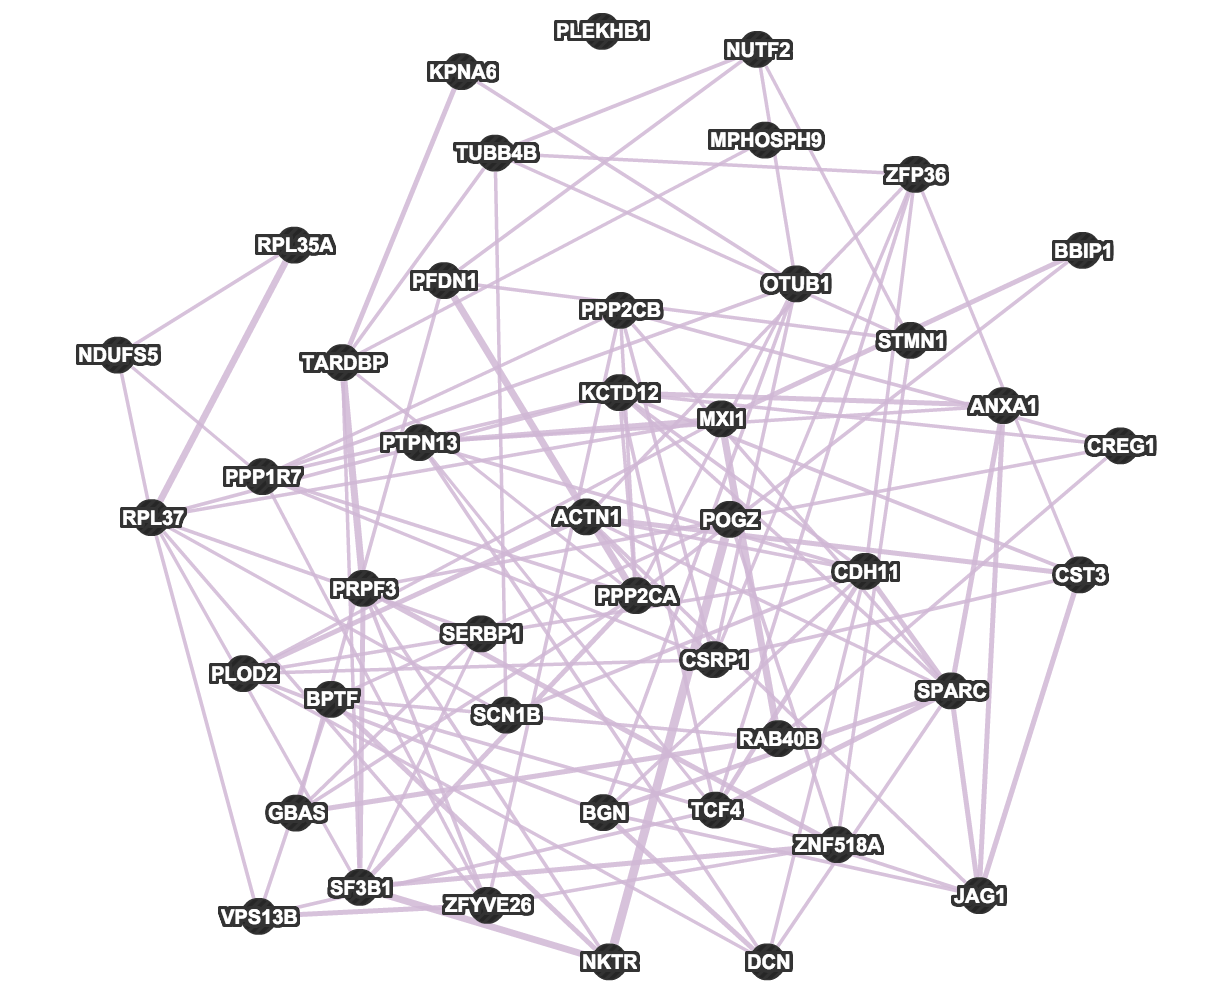 PLEKHB1
NUTF2
KPNA6
MPHOSPH9
TUBB4B
ZFP36
RPL35A
BBIP1
PFDN1
OTUB1
PPP2CB
STMN1
NDUFS5
TARDBP
KCTD12
MXI1
ANXA1
PTPN13
CREG1
PPP1R7
RPL37
ACTN1
POGZ
CDH11
CST3
PRPF3
PPP2CA
SERBP1
CSRP1
PLOD2
SPARC
BPTF
SCN1B
RAB40B
GBAS
BGN
TCF4
ZNF518A
SF3B1
JAG1
ZFYVE26
VPS13B
NKTR
DCN